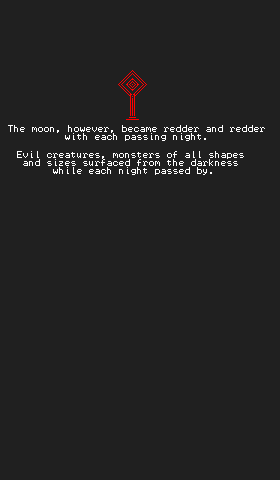 The moon, however, became redder and redder
with each passing night.
Evil creatures, monsters of all shapes
and sizes surfaced from the darkness
while each night passed by.